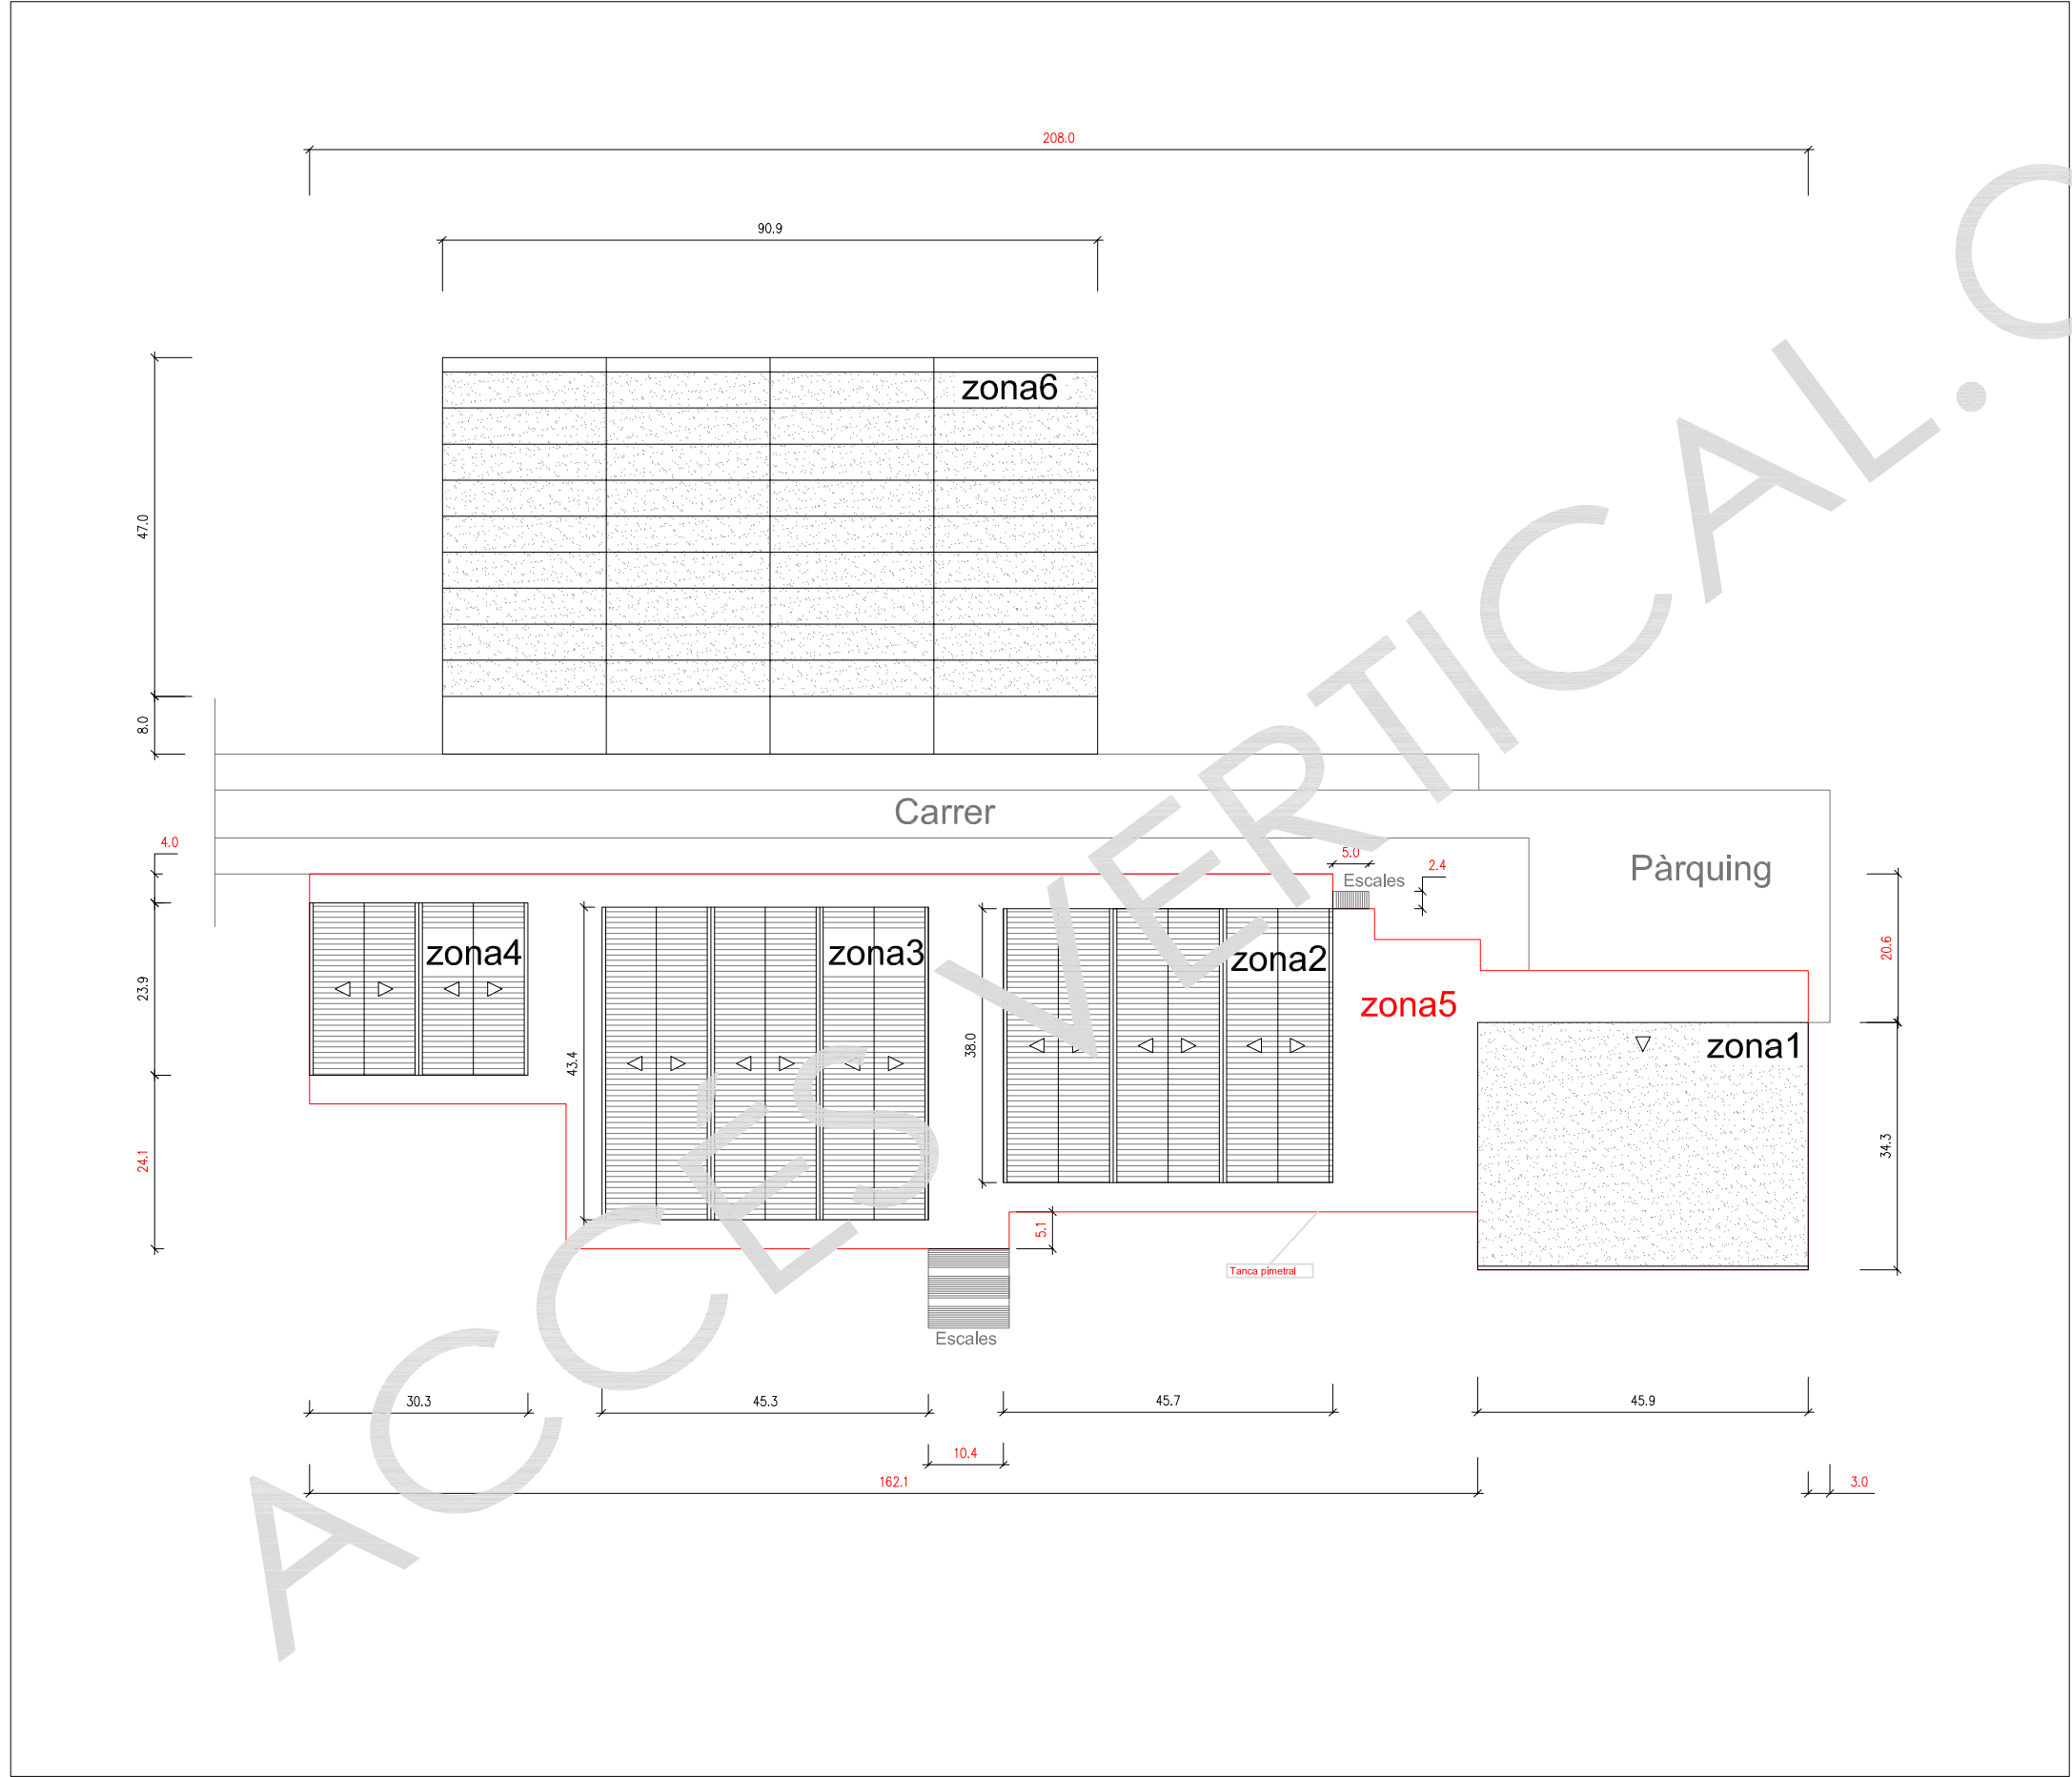 208.0
90.9
zona6
47.0
8.0
Carrer
4.0
5.0
2.4
Escales
Pàrquing
20.6
zona4
zona3
zona2
zona5
zona1
23.9
43.4
38.0
24.1
34.3
5.1
Tanca pimetral
Escales
30.3
45.3
45.7
45.9
10.4
162.1
3.0
ACCÉS VERTICAL.C